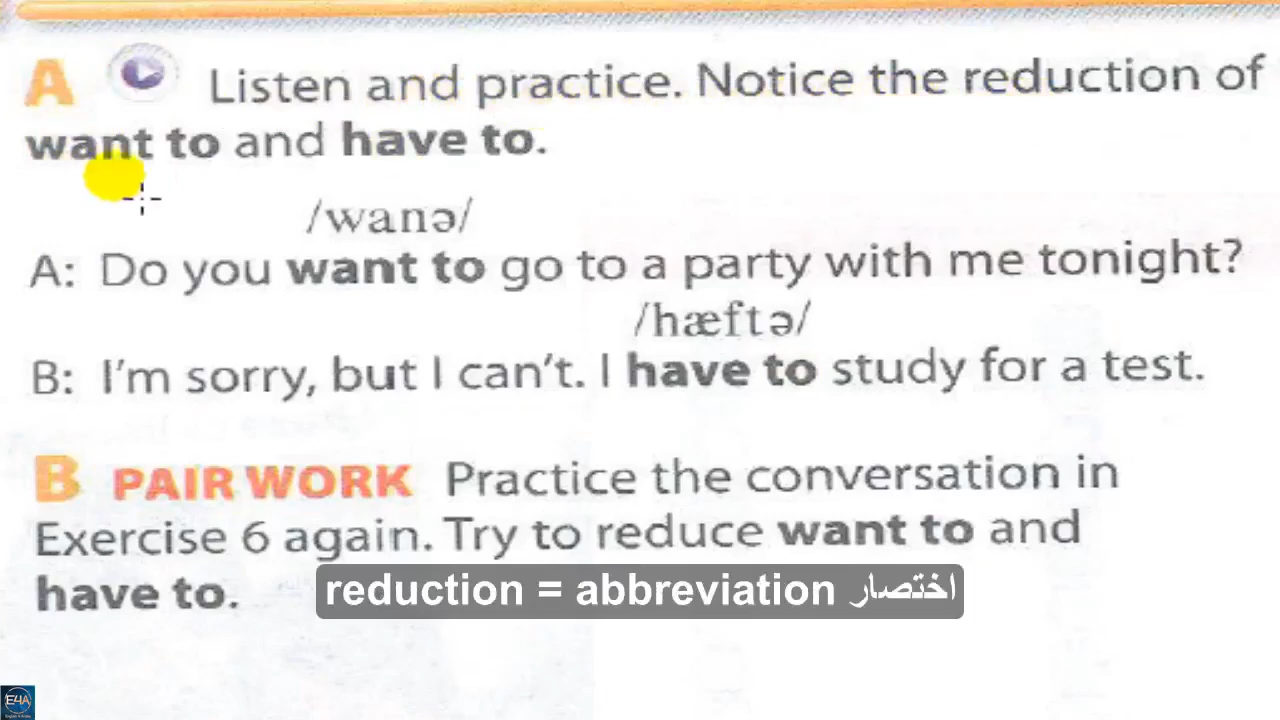 A Listen and practice. Notice the reduction of
want to and have to.
/wanə/
A: Do you want to go to a party with me tonight?
/hæftə/
B: I'm sorry, but I can't. I have to study for a test.
B PAIR WORK Practice the conversation in
Exercise 6 again. Try to reduce want to and
have to.
reduction = abbreviation اختصار
E4A